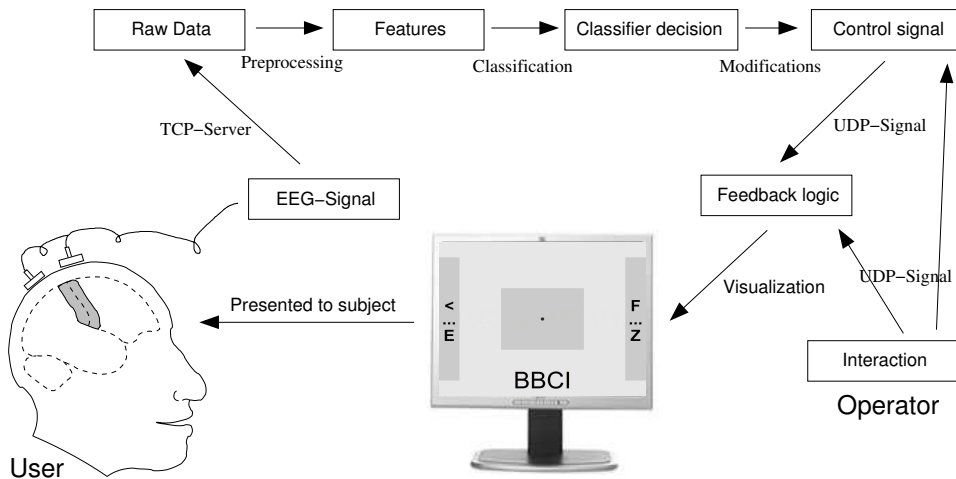 Raw Data
Features
Classifier decision
Control signal
Preprocessing
Classification
Modifications
TCP−Server
UDP−Signal
EEG−Signal
Feedback logic
Visualization
UDP−Signal
Presented to subject
<
...
E
F
...
Z
BBCI
Interaction
Operator
User